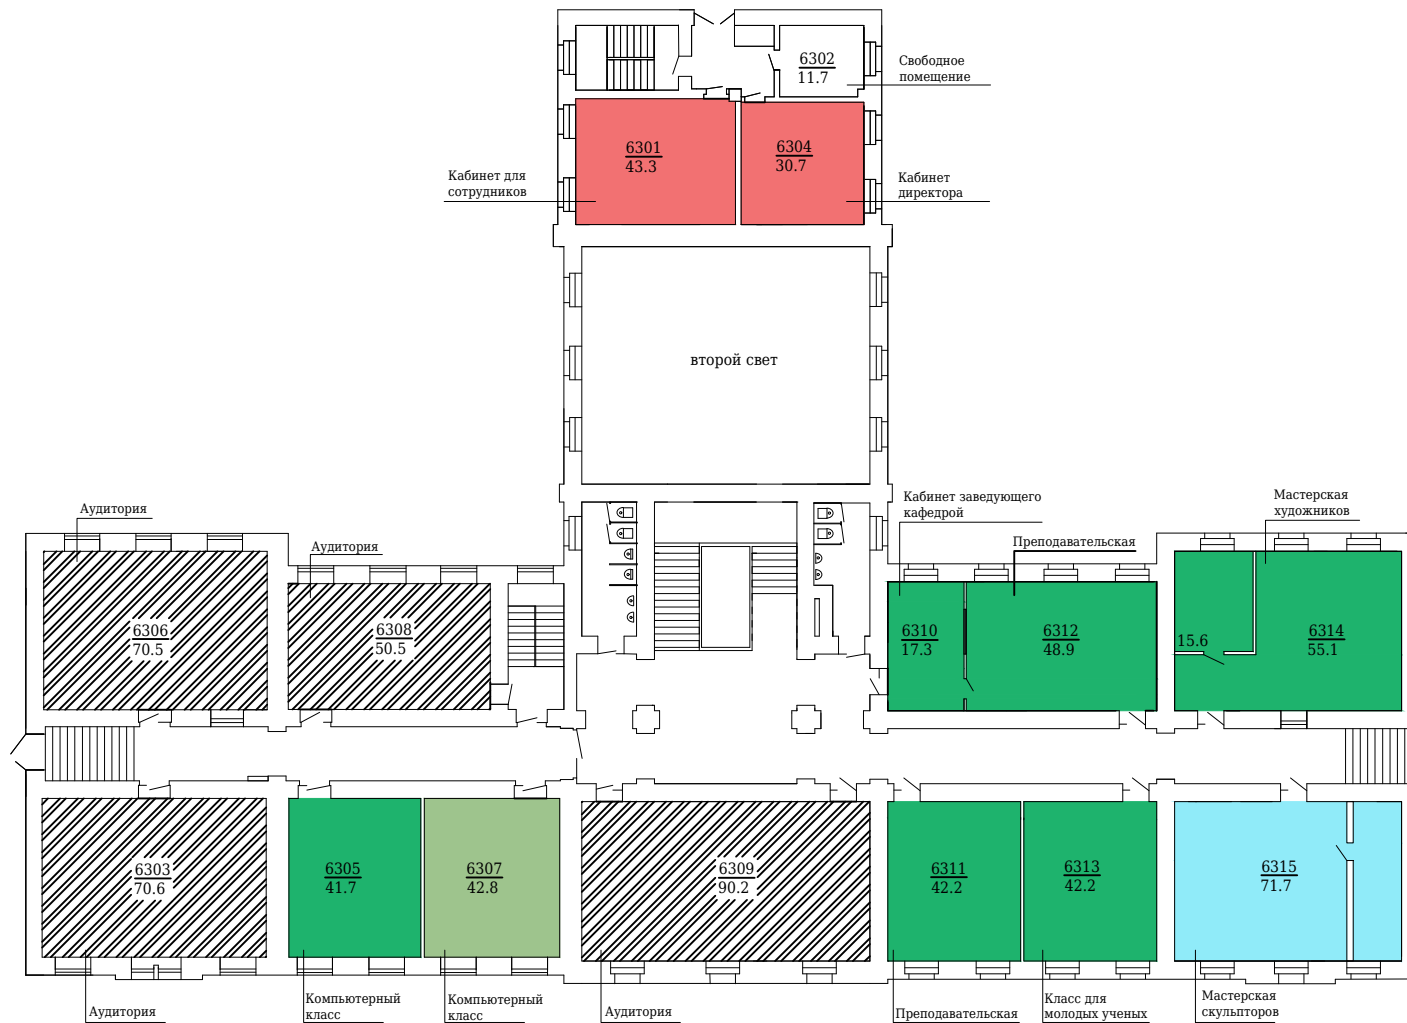 6302
11.7
Свободное
помещение
6301
43.3
6304
30.7
Кабинет для
сотрудников
Кабинет
директора
второй свет
Аудитория
Аудитория
Кабинет заведующего
кафедрой
Преподавательская
Мастерская
художников
6306
70.5
6308
50.5
6310
17.3
6312
48.9
15.6
6314
55.1
6303
70.6
6305
41.7
6307
42.8
6309
90.2
6311
42.2
6313
42.2
6315
71.7
Аудитория
Компьютерный
класс
Компьютерный
класс
Аудитория
Преподавательская
Класс для
молодых ученых
Мастерская
скульпторов